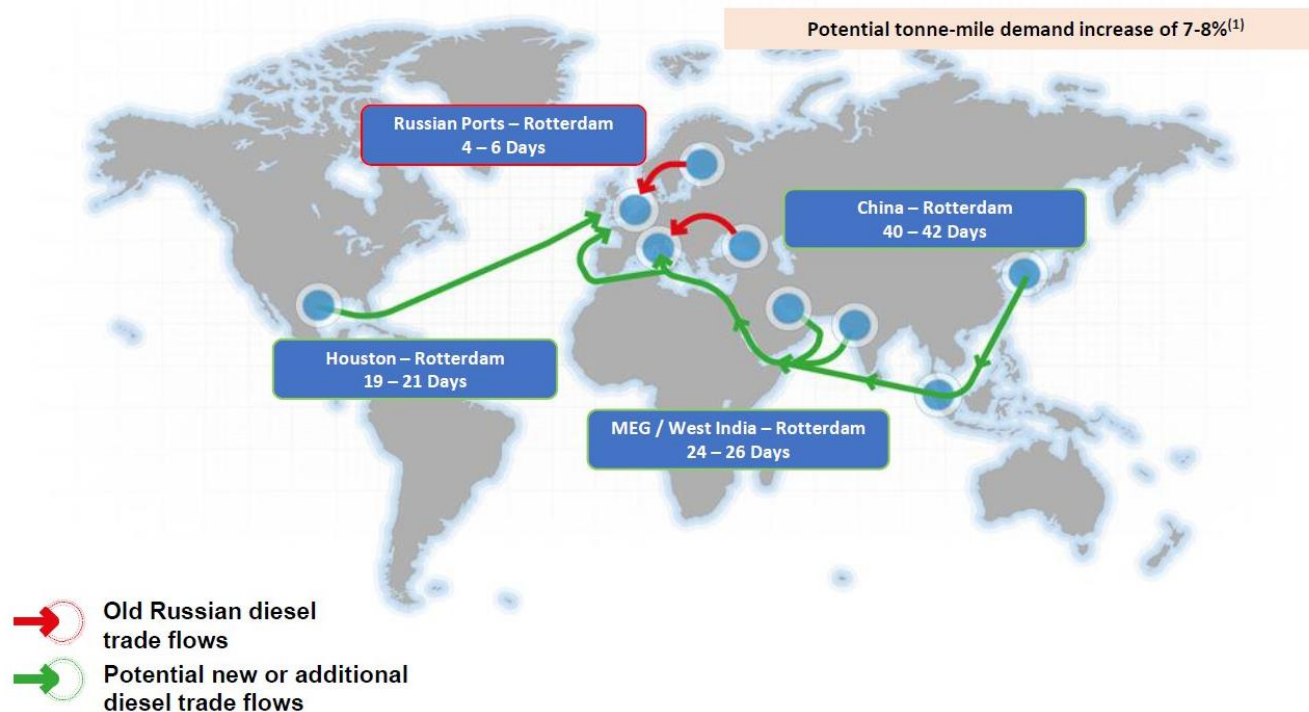 Potential tonne-mile demand increase of 7-8%(1)
Russian Ports – Rotterdam
4 – 6 Days
China – Rotterdam
40 – 42 Days
Houston – Rotterdam
19 – 21 Days
MEG / West India – Rotterdam
24 – 26 Days
Old Russian diesel
trade flows
Potential new or additional
diesel trade flows